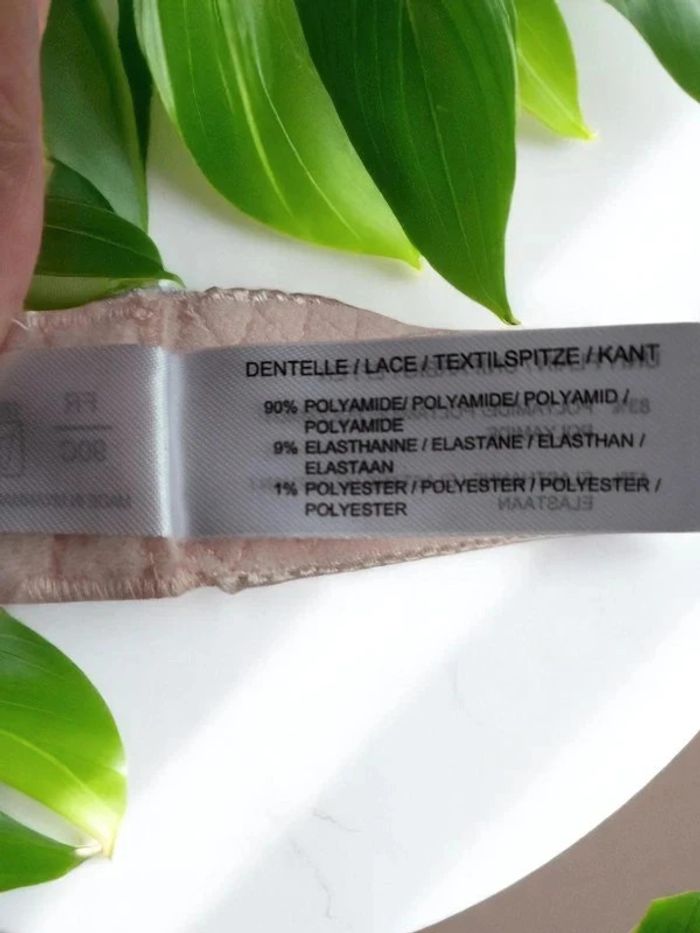 DENTELLE / LACE / TEXTILSPITZE / KANT
90% POLYAMIDE/ POLYAMIDE/ POLYAMID /
POLYAMIDE
9% ELASTHANNE / ELASTANE / ELASTHAN /
ELASTAAN
1% POLYESTER / POLYESTER / POLYESTER /
POLYESTER
FR
90C